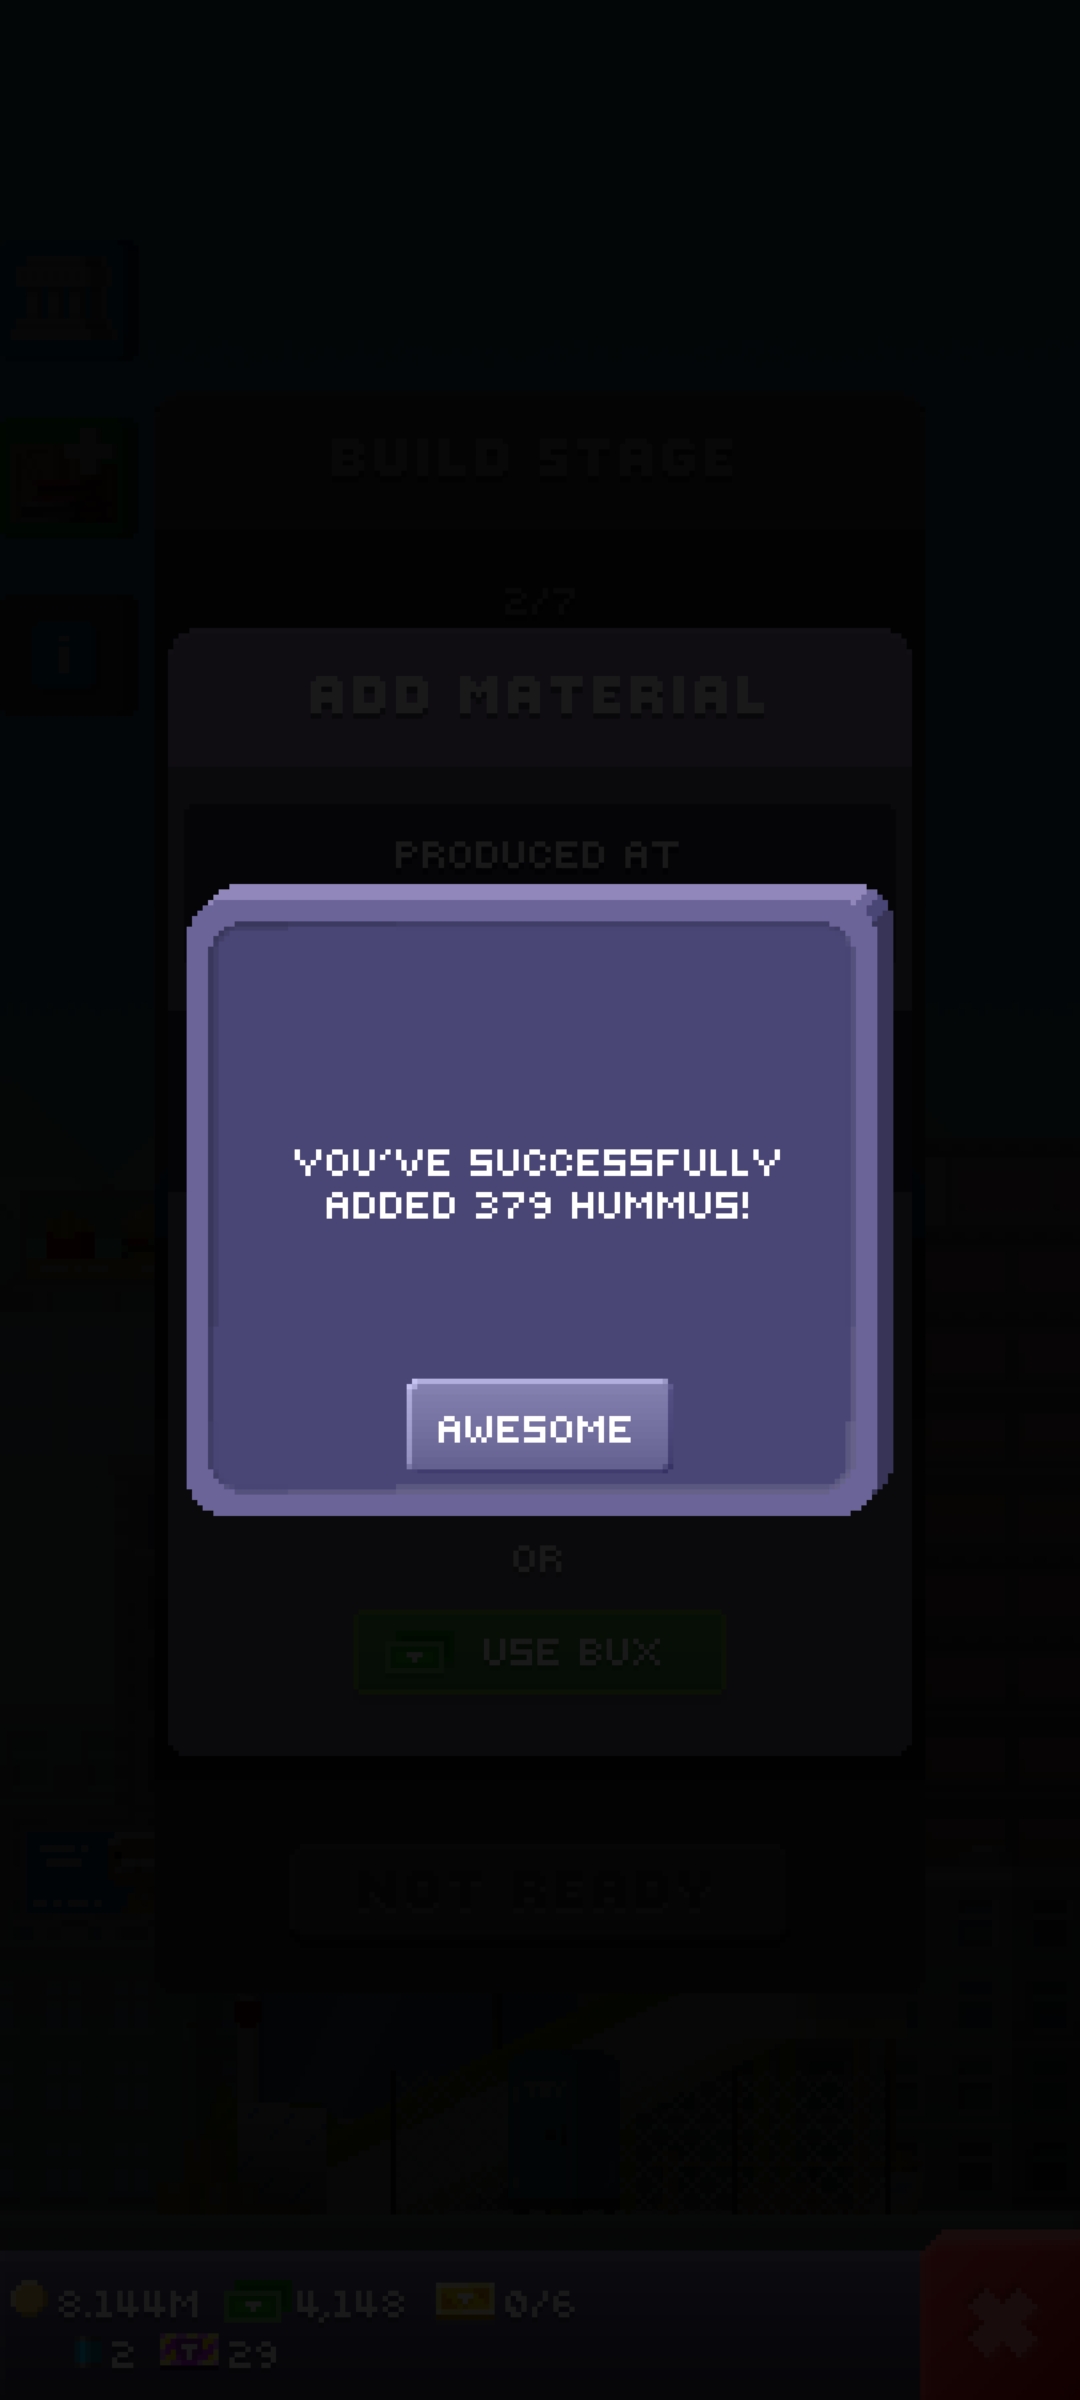 BUILD STAGE
2/7
ADD MATERIAL
PRODUCED AT
YOU'VE SUCCESSFULLY
ADDED 379 HUMMUS!
AWESOME
OR
USE BUX
NOT READY
8.144M 4,148 0/6
2 29